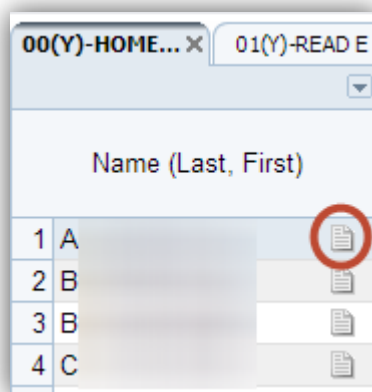 00(Y)-HOME... 01(Y)-READ E
Name (Last, First)
1 A
2 B
3 B
4 C